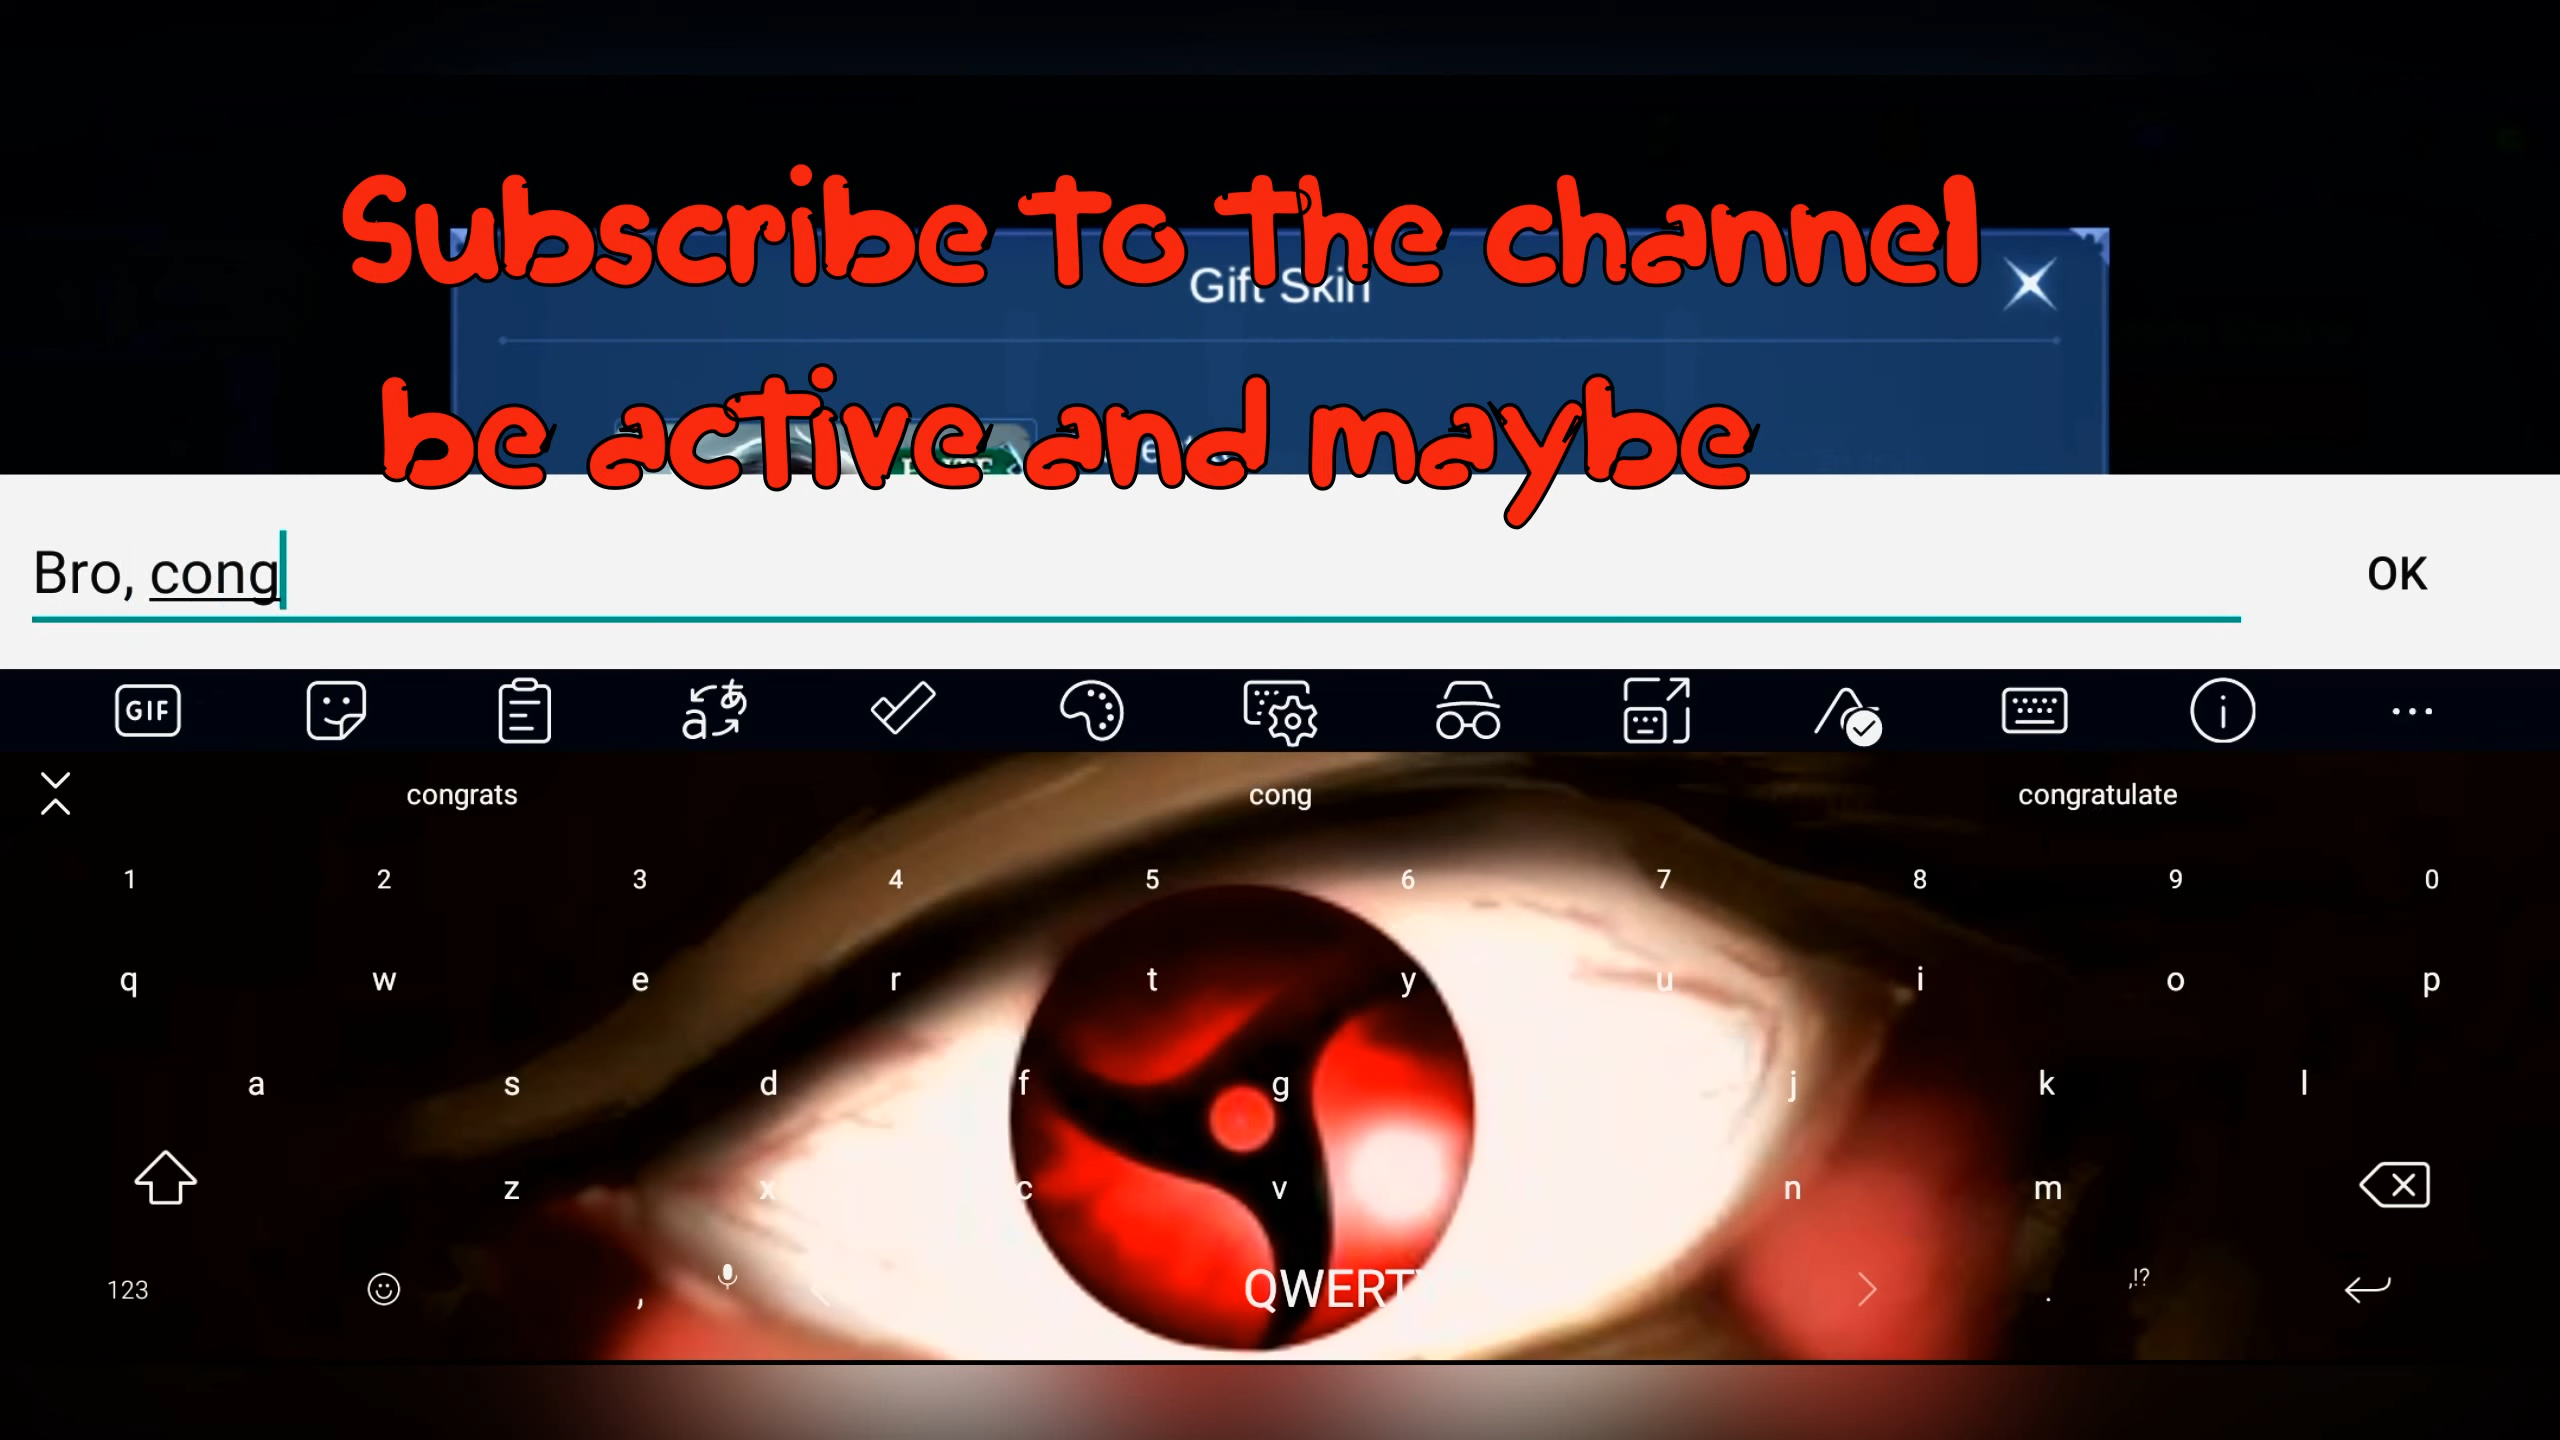 Subscribe to the channel
Gift Skin
be active and maybe
Bro, cong
OK
GIF
congrats cong congratulate
1 2 3 4 5 6 7 8 9 0
q w e r t y u i o p
a s d f g j k l
z x c v n m
123 , QWERTY . ,!?